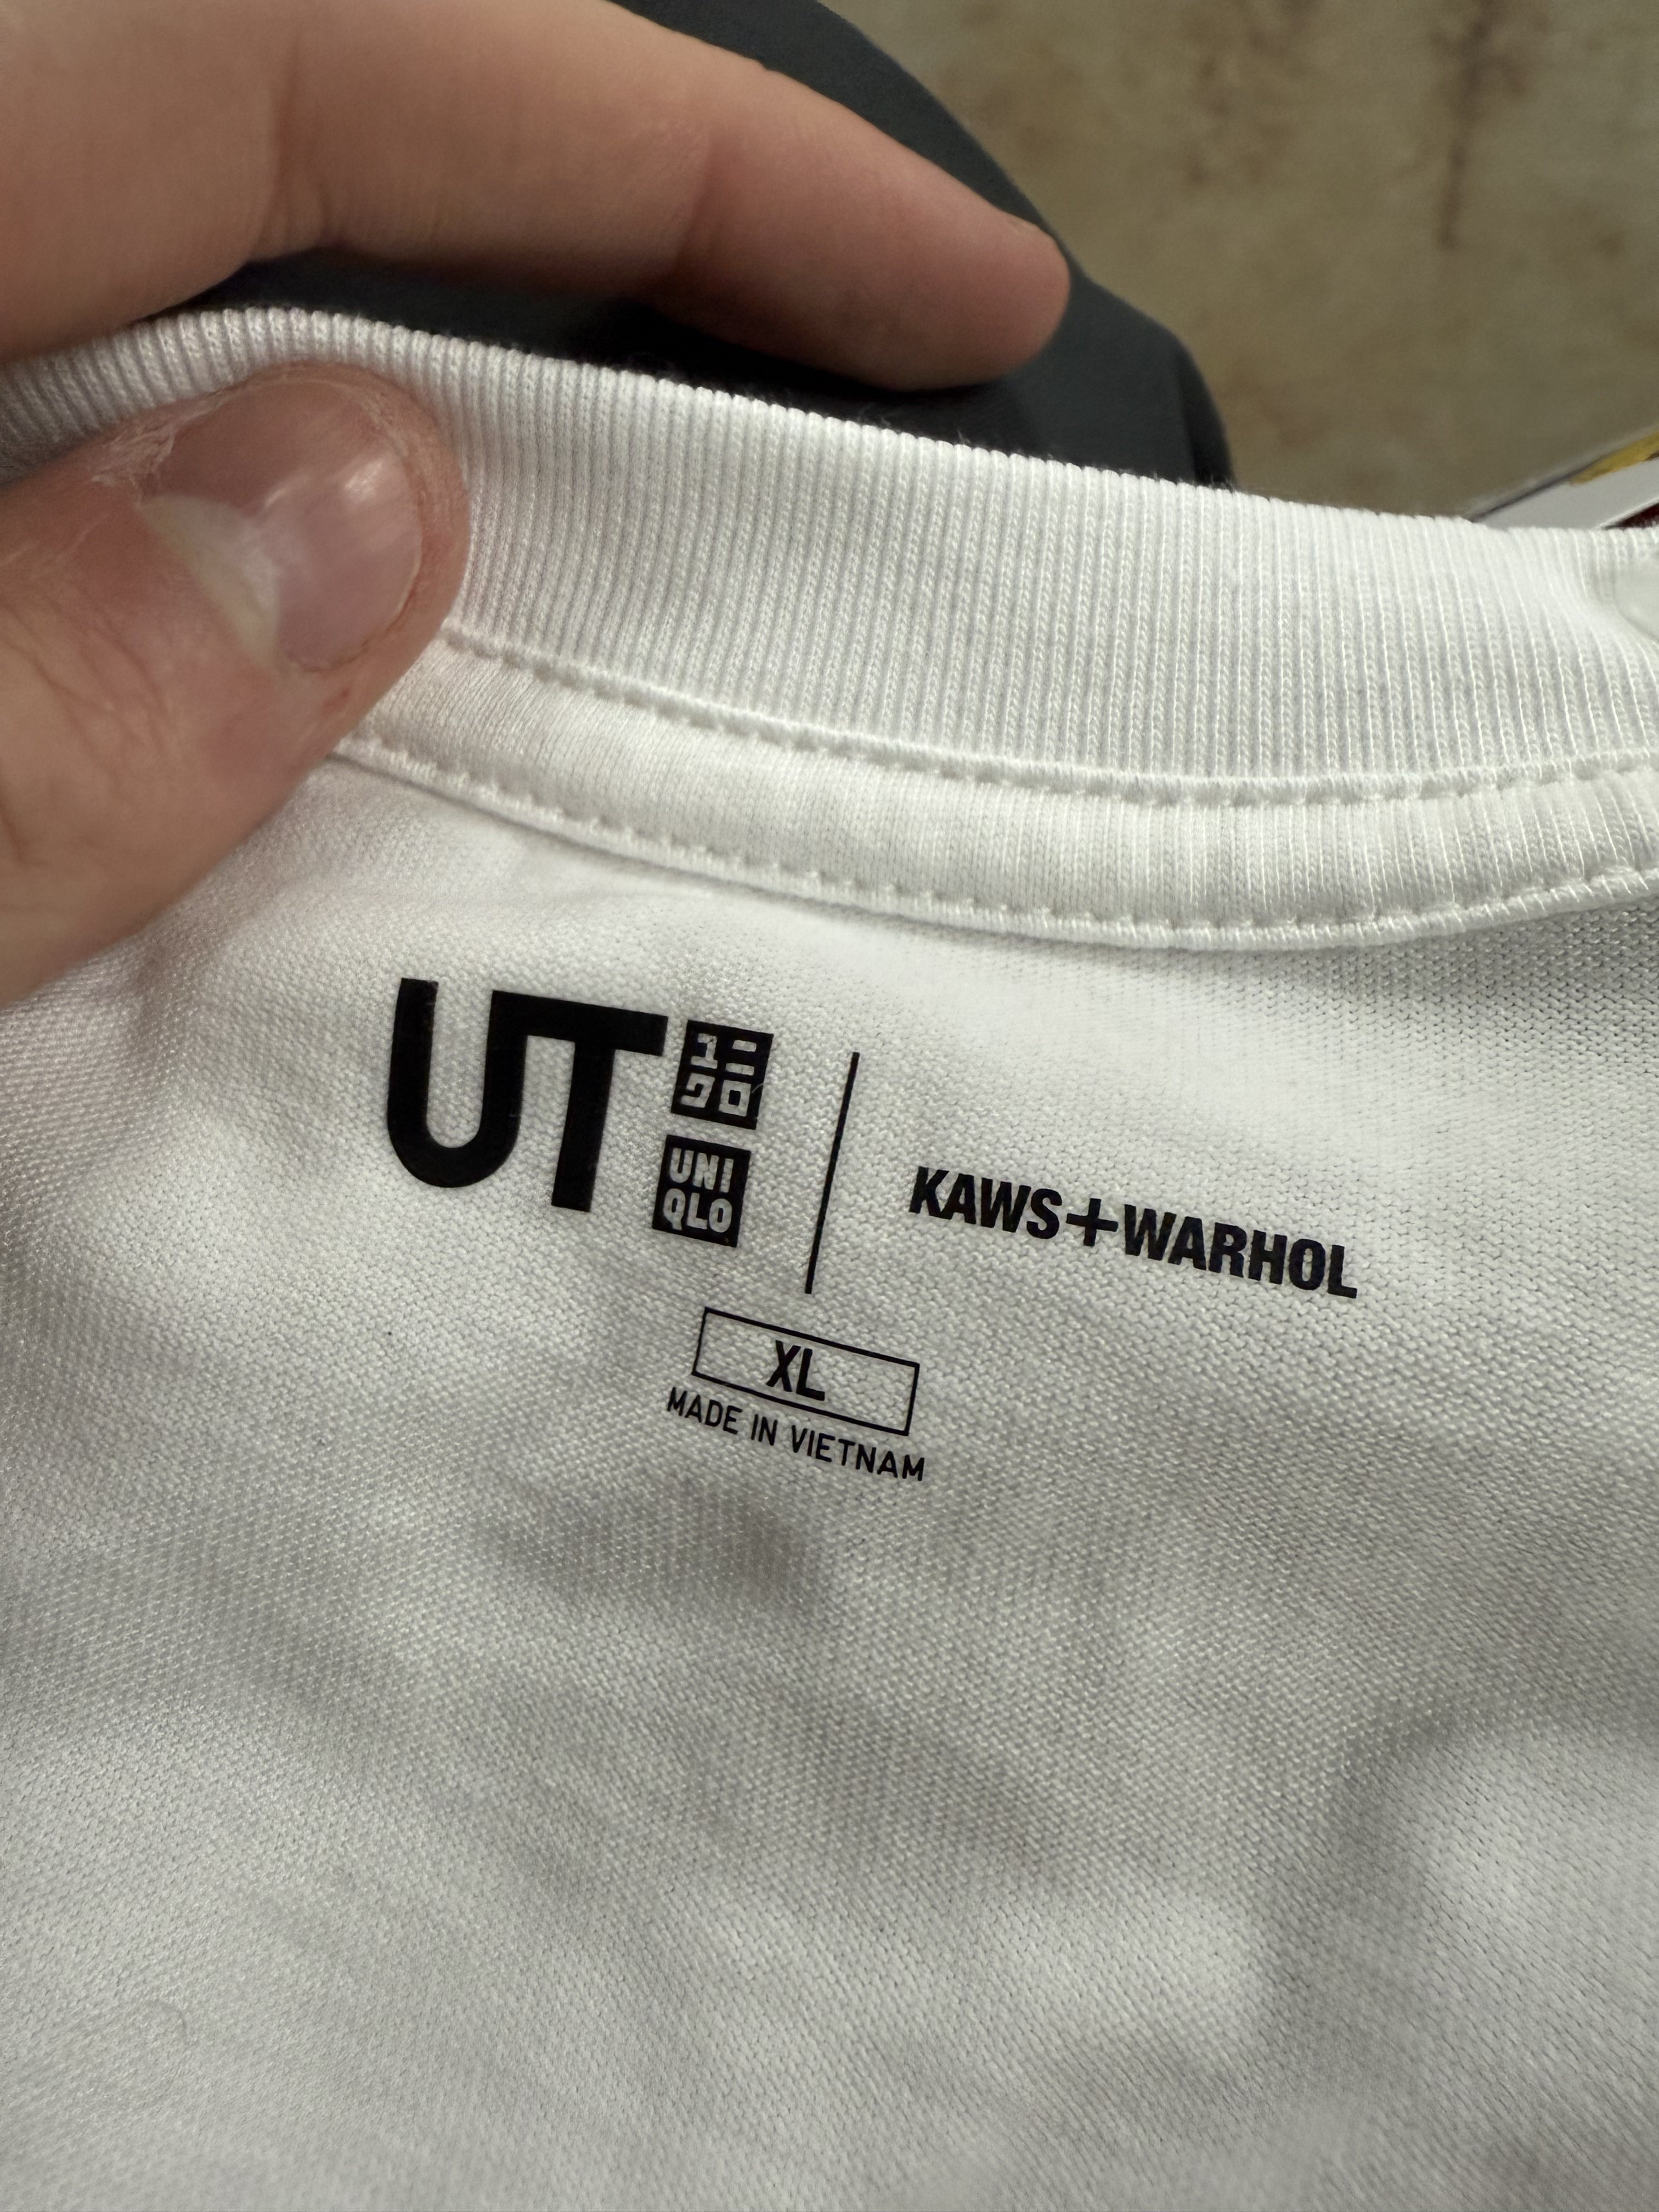 UT
ユニ
クロ
UNI
QLO
KAWS+WARHOL
XL
MADE IN VIETNAM